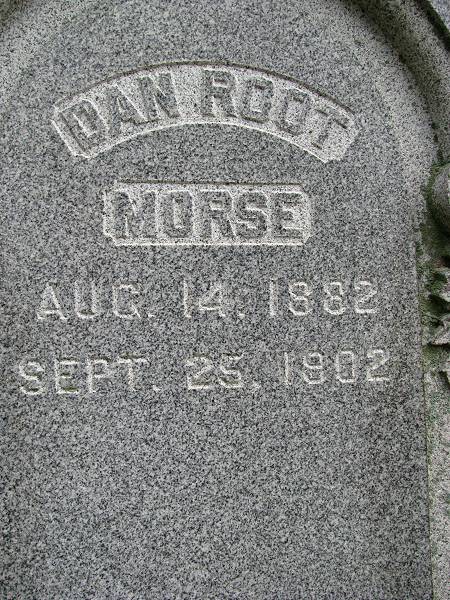 DAN ROOT
MORSE
AUG. 14. 1882
SEPT. 25. 1902